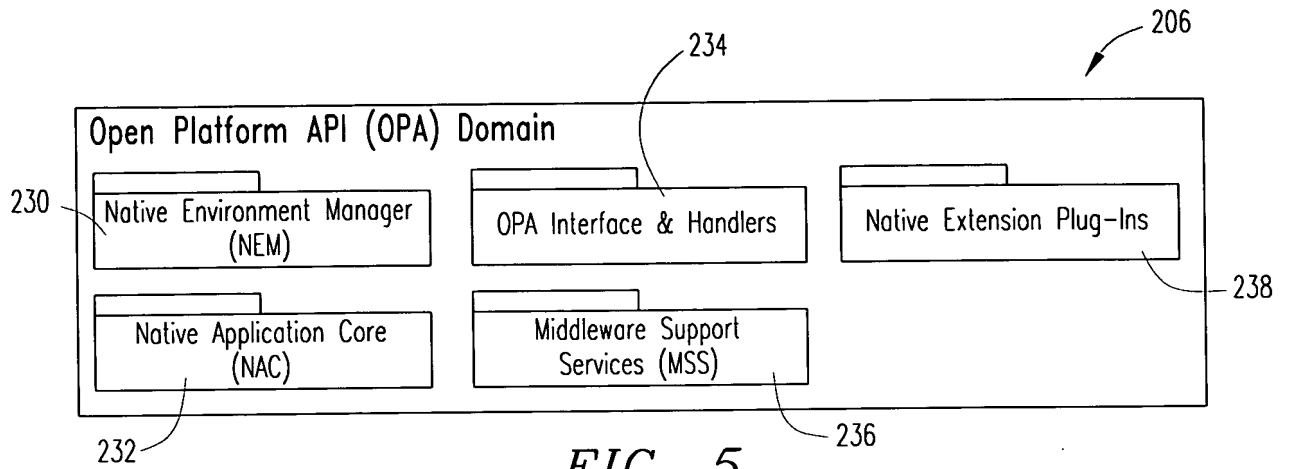 206
234
Open Platform API (OPA) Domain
230
Native Environment Manager
(NEM)
OPA Interface & Handlers
Native Extension Plug-Ins
238
Native Application Core
(NAC)
Middleware Support
Services (MSS)
232
236
FIG. 5